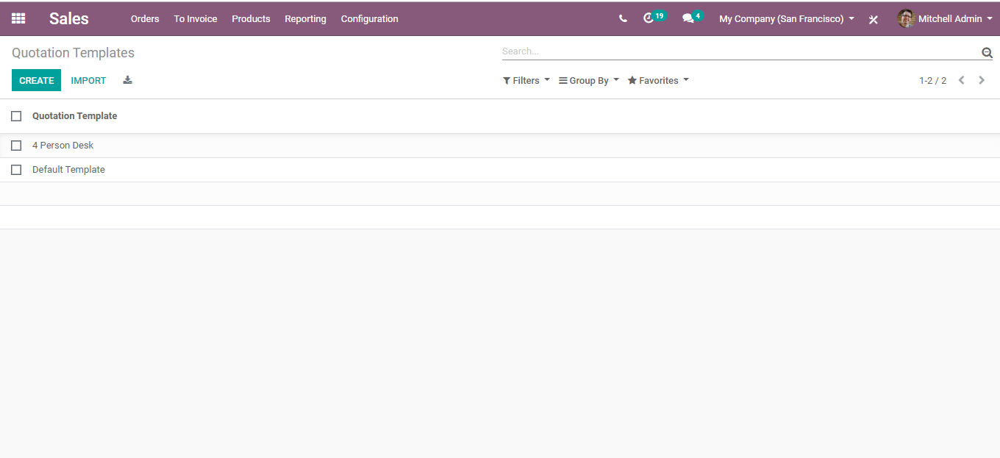 Sales Orders To Invoice Products Reporting Configuration 19 4 My Company (San Francisco) Mitchell Admin
Quotation Templates Search...
CREATE IMPORT Filters Group By Favorites 1-2 / 2
Quotation Template
4 Person Desk
Default Template